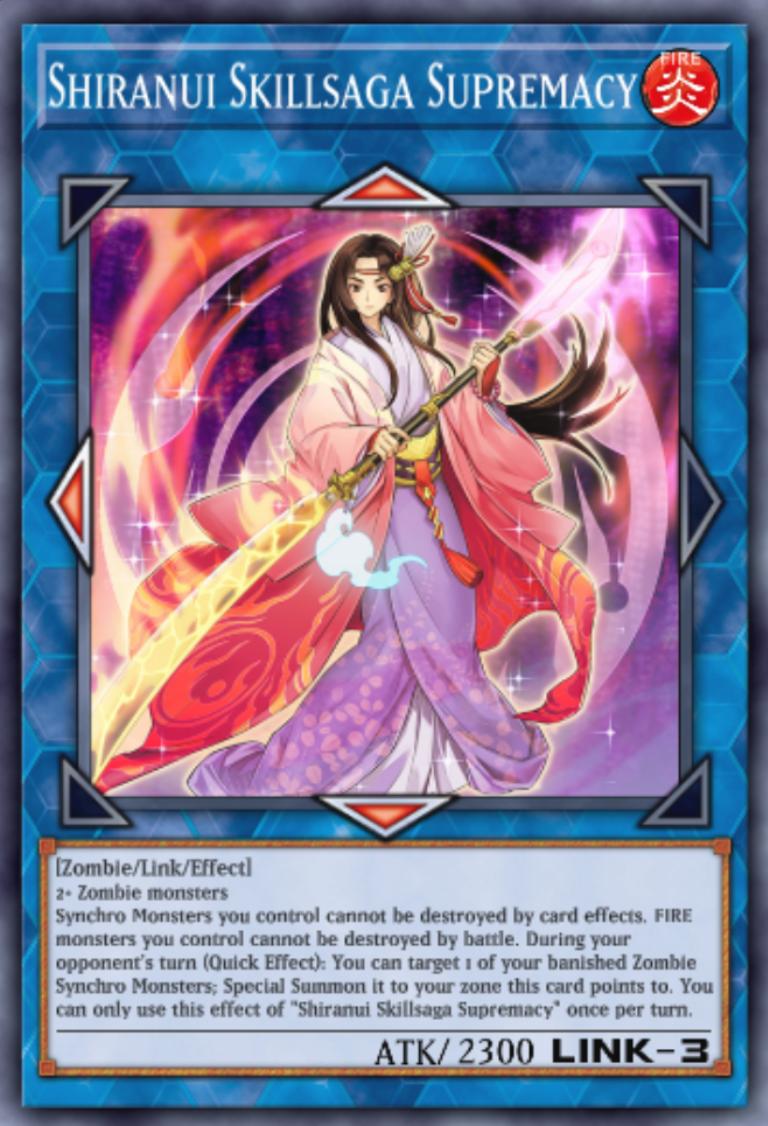 SHIRANUI SKILLSAGA SUPREMACY
FIRE
炎
[Zombie/Link/Effect]
2+ Zombie monsters
Synchro Monsters you control cannot be destroyed by card effects. FIRE
monsters you control cannot be destroyed by battle. During your
opponent's turn (Quick Effect): You can target 1 of your banished Zombie
Synchro Monsters; Special Summon it to your zone this card points to. You
can only use this effect of "Shiranui Skillsaga Supremacy" once per turn.
ATK/ 2300 LINK-3